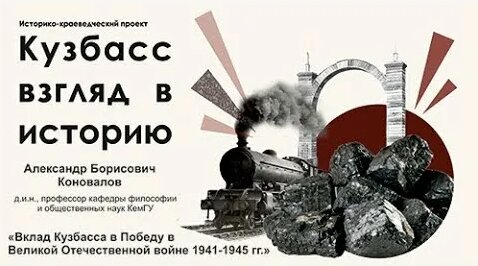 Историко-краеведческий проект
Кузбасс
взгляд в
историю
Александр Борисович
Коновалов
д.и.н., профессор кафедры философии
и общественных наук КемГУ
«Вклад Кузбасса в Победу в
Великой Отечественной войне 1941-1945 гг.»